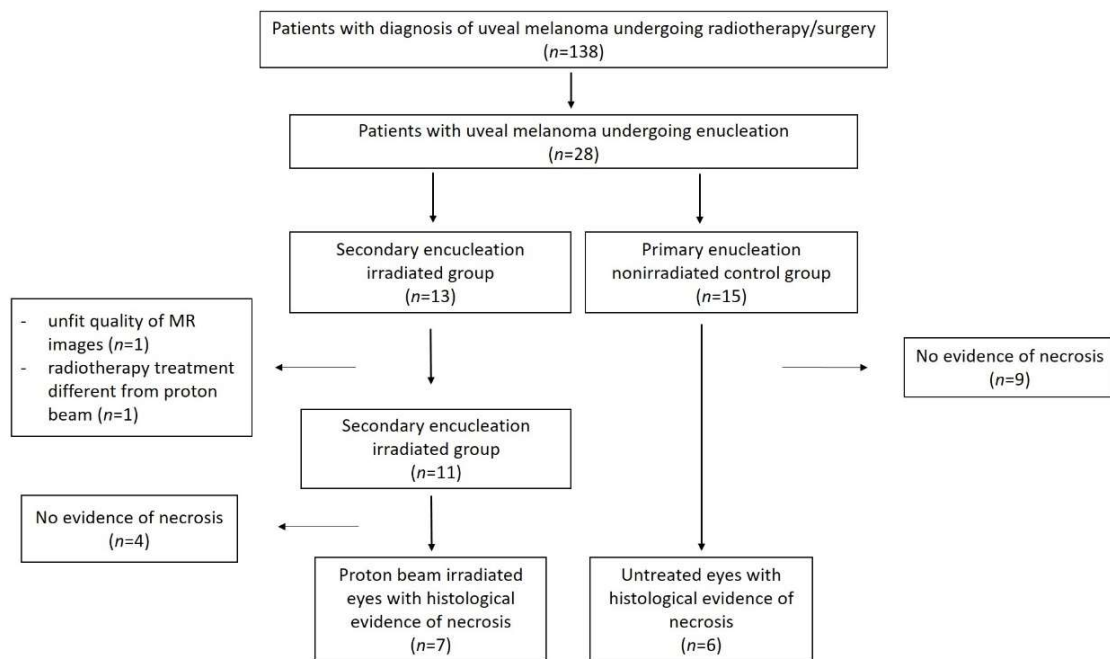 Patients with diagnosis of uveal melanoma undergoing radiotherapy/surgery
(n=138)
Patients with uveal melanoma undergoing enucleation
(n=28)
Secondary encucleation
irradiated group
(n=13)
Primary enucleation
nonirradiated control group
(n=15)
- unfit quality of MR
images (n=1)
- radiotherapy treatment
different from proton
beam (n=1)
No evidence of necrosis
(n=9)
Secondary encucleation
irradiated group
(n=11)
No evidence of necrosis
(n=4)
Proton beam irradiated
eyes with histological
evidence of necrosis
(n=7)
Untreated eyes with
histological evidence of
necrosis
(n=6)